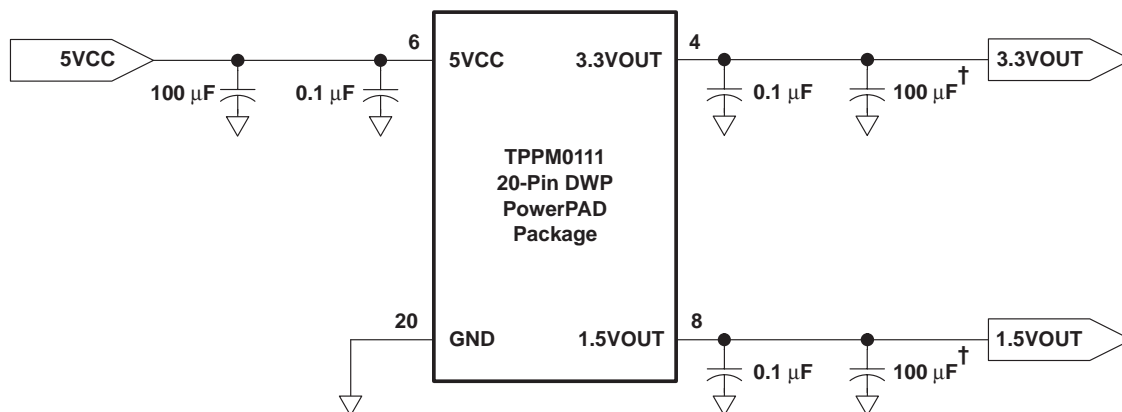 6
4
5VCC
5VCC
3.3VOUT
3.3VOUT
100 μF
0.1 μF
0.1 μF
100 μF†
TPPM0111
20-Pin DWP
PowerPAD
Package
20
8
GND
1.5VOUT
1.5VOUT
0.1 μF
100 μF†